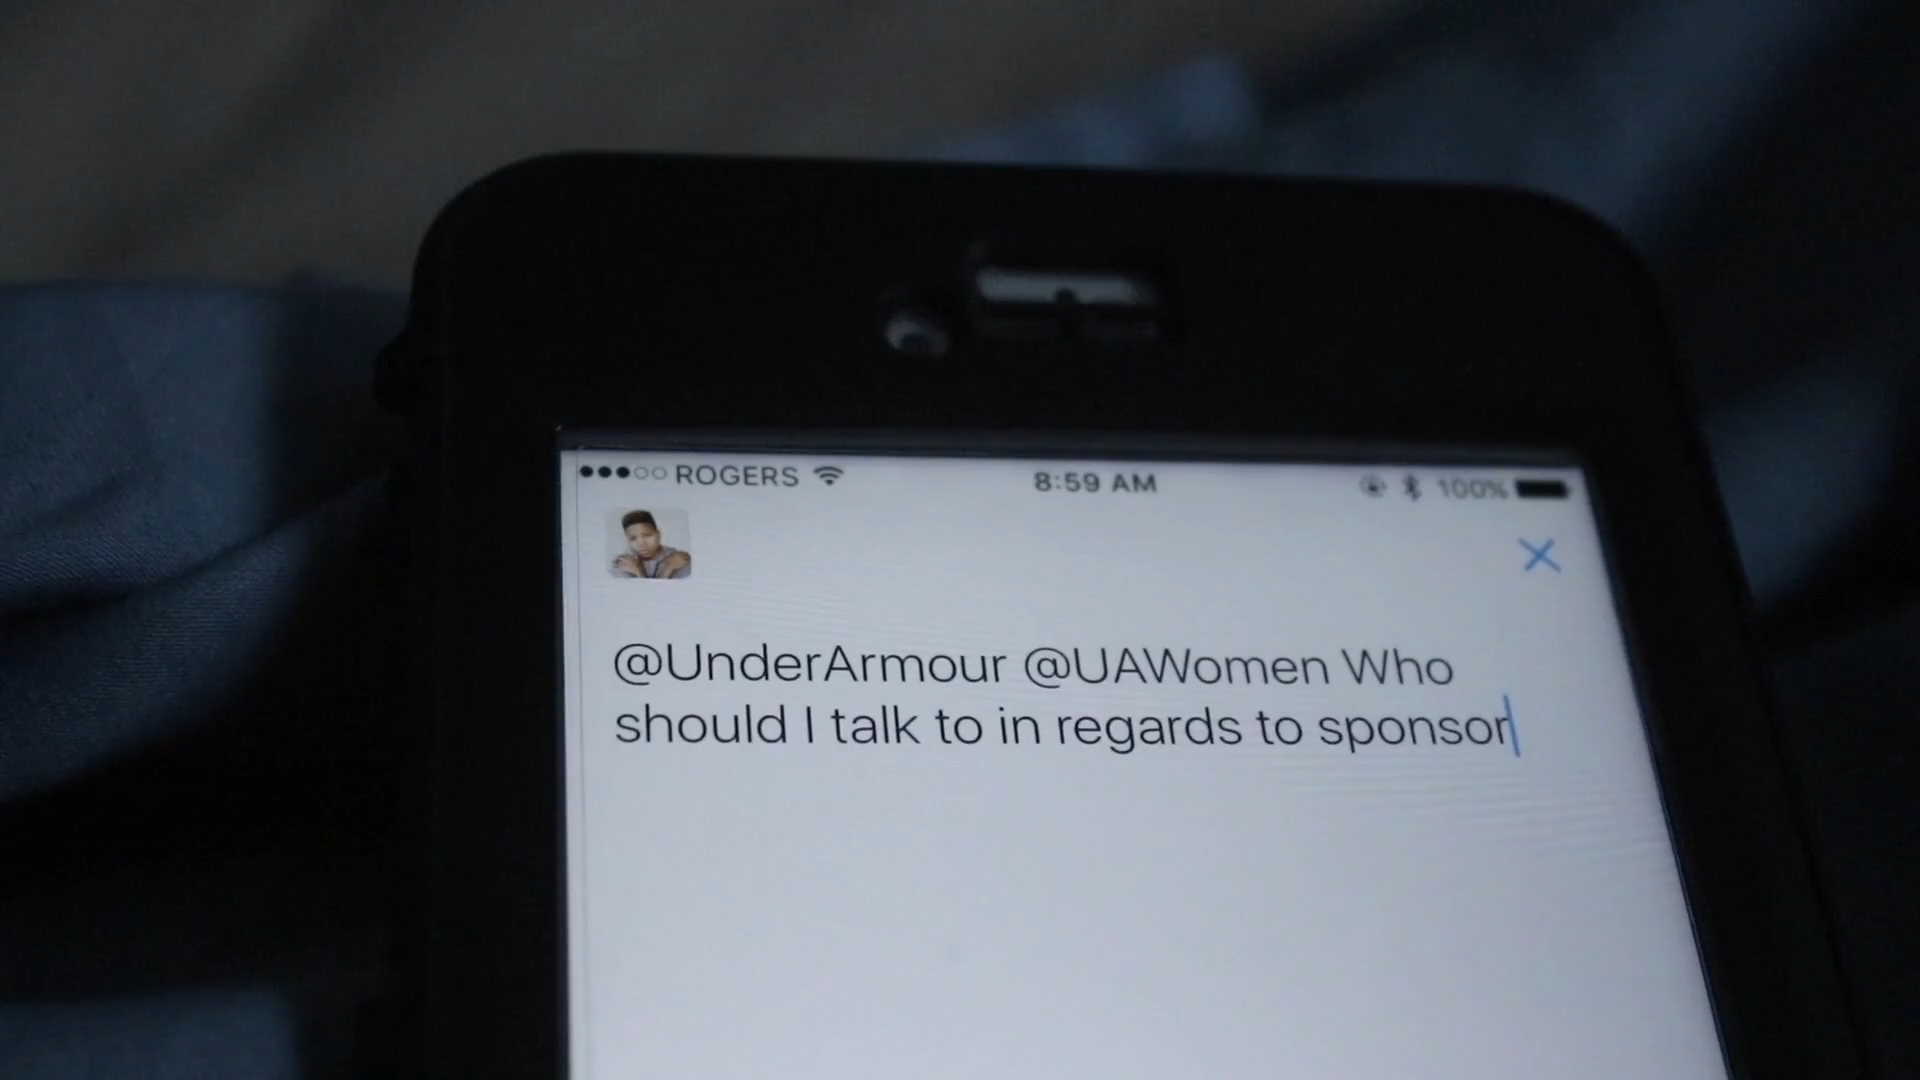 ROGERS 8:59 AM 100%
@UnderArmour @UAWomen Who
should I talk to in regards to sponsor